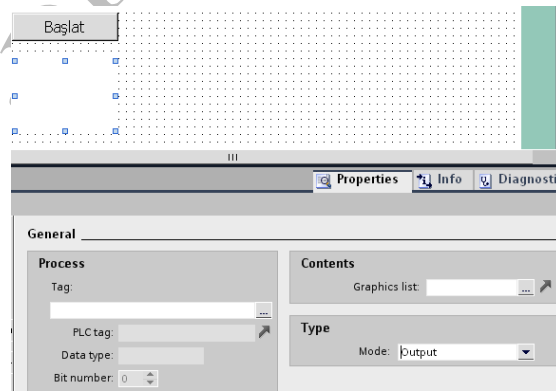 Başlat
Properties Info Diagnosti
General
Process Contents
Tag: Graphics list: ...
...
PLC tag: Type
Data type: Mode: Output
Bit number: 0